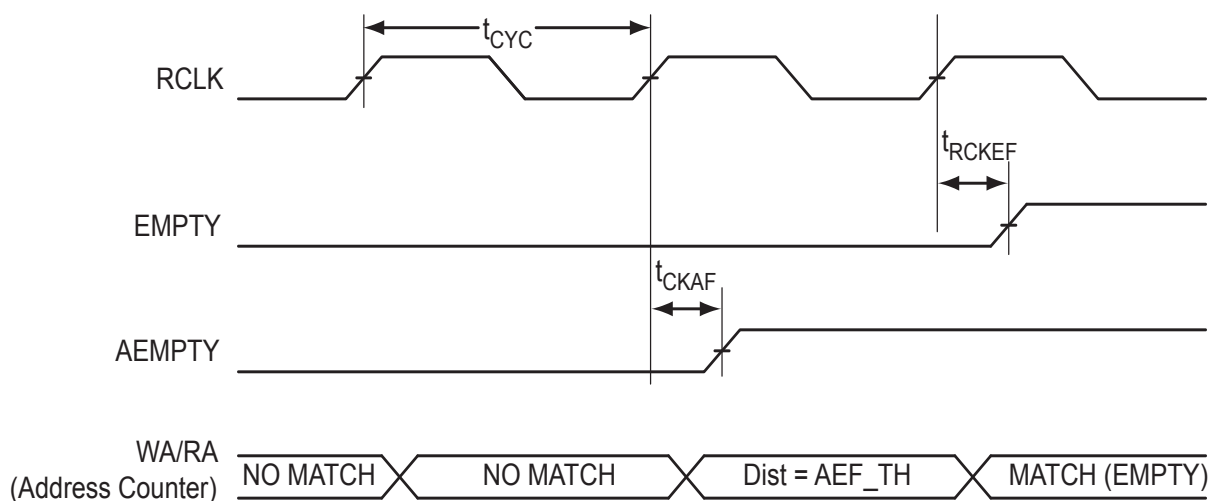 tCYC
RCLK
tRCKEF
EMPTY
tCKAF
AEMPTY
WA/RA
(Address Counter)
NO MATCH
NO MATCH
Dist = AEF_TH
MATCH (EMPTY)